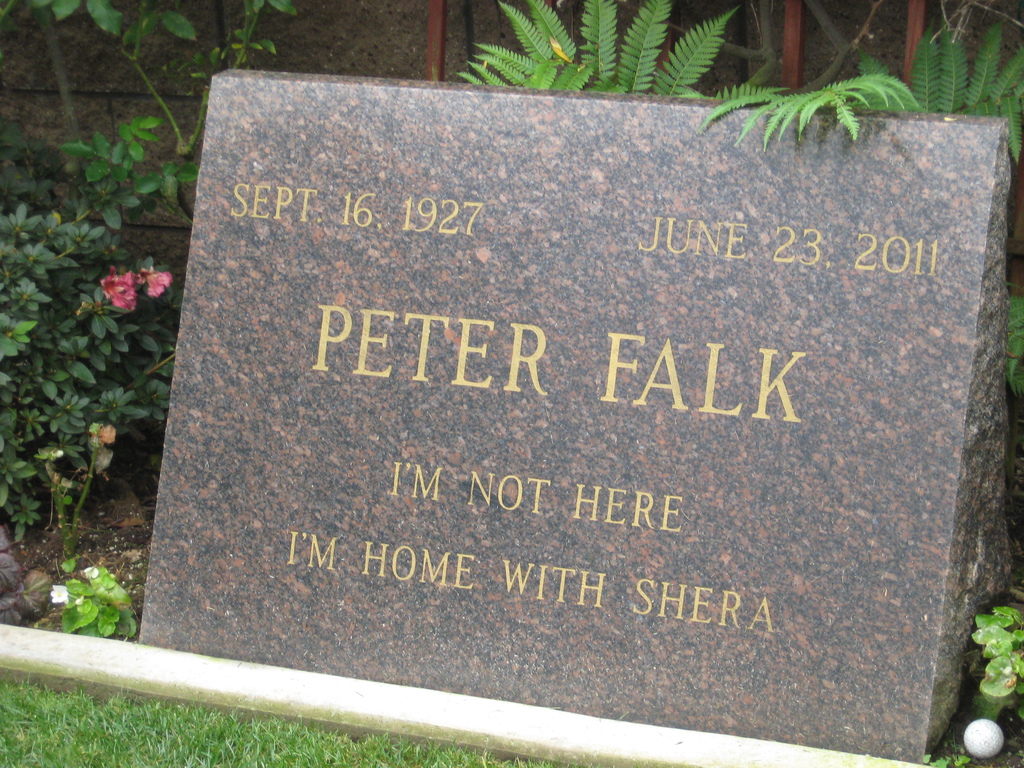 SEPT. 16, 1927 JUNE 23, 2011
PETER FALK
I'M NOT HERE
I'M HOME WITH SHERA